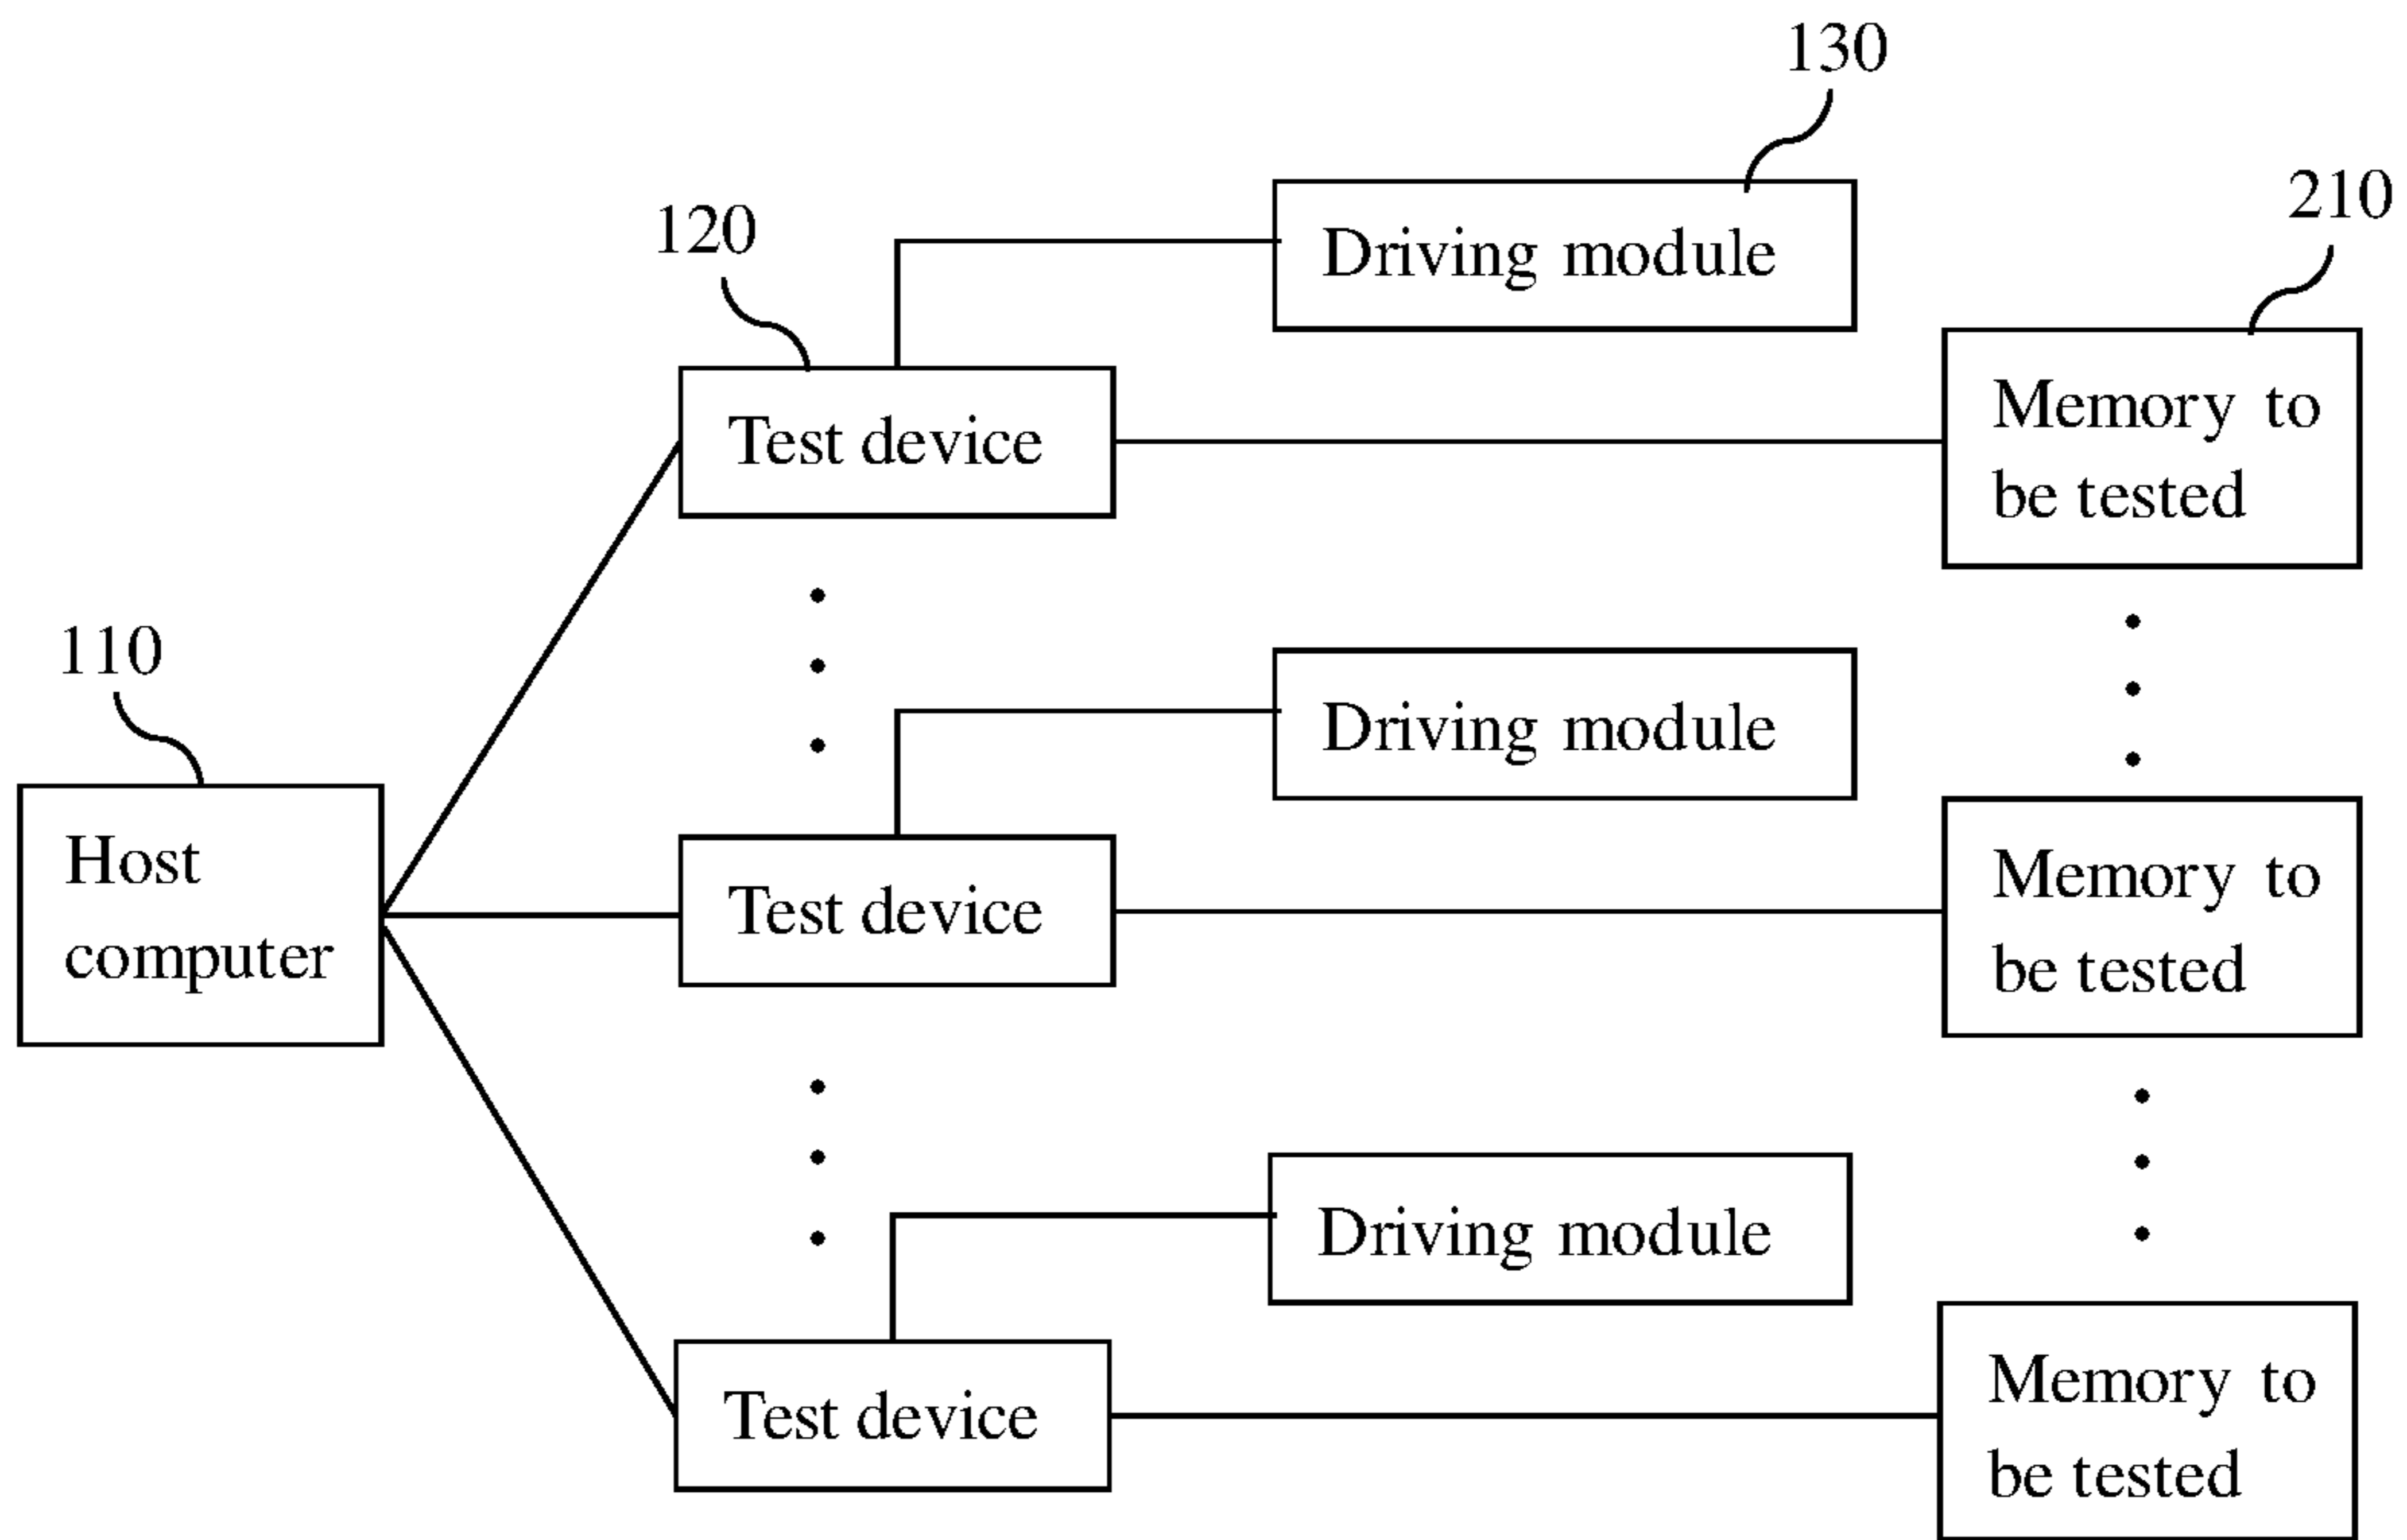 130
Driving module
210
120
Memory to
be tested
Test device
110
Driving module
Host
computer
Test device
Memory to
be tested
Driving module
Test device
Memory to
be tested